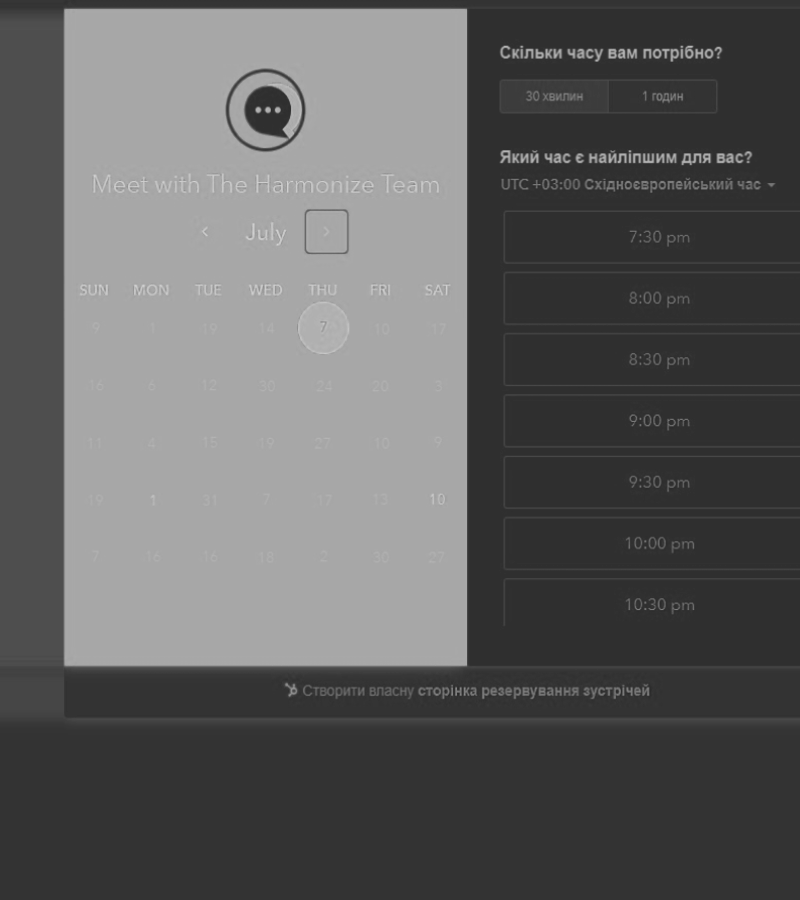 Meet with The Harmonize Team
July
SUN MON TUE WED THU FRI SAT
9 1 19 14 7 10 17
16 6 12 30 24 20 3
11 4 15 19 27 10 9
19 1 31 7 17 13 10
7 16 16 18 2 30 27
Скільки часу вам потрібно?
30 хвилин 1 годин
Який час є найліпшим для вас?
UTC +03:00 Східноєвропейський час
7:30 pm
8:00 pm
8:30 pm
9:00 pm
9:30 pm
10:00 pm
10:30 pm
Створити власну сторінка резервування зустрічей